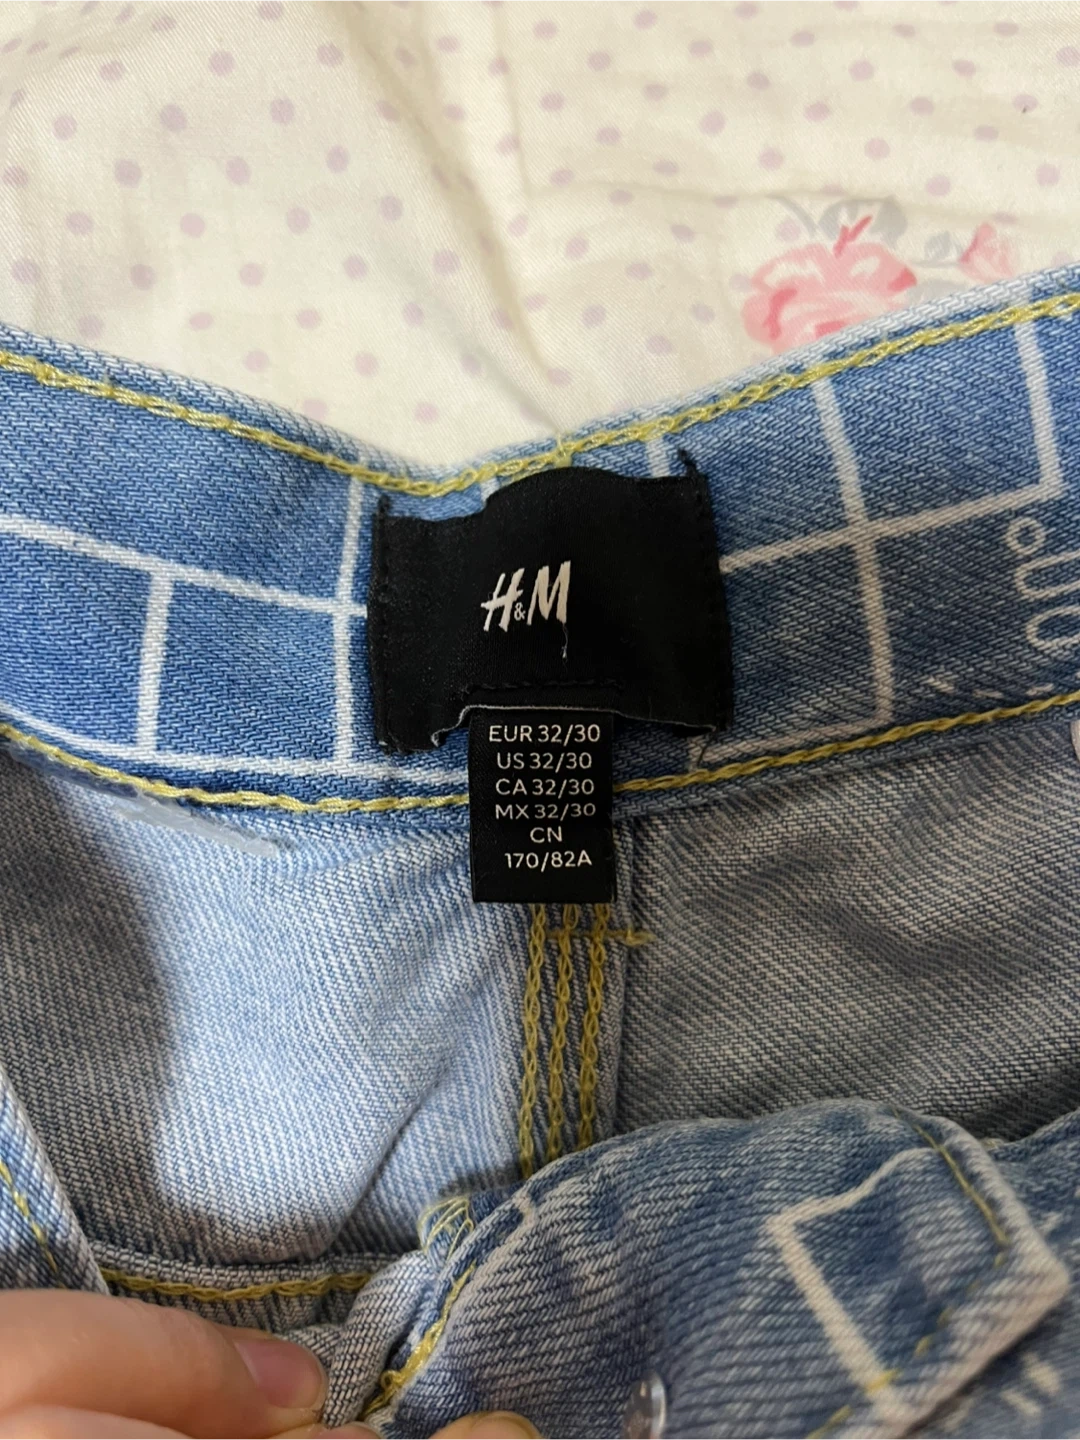 H&M
EUR 32/30
US 32/30
CA 32/30
MX 32/30
CN
170/82A